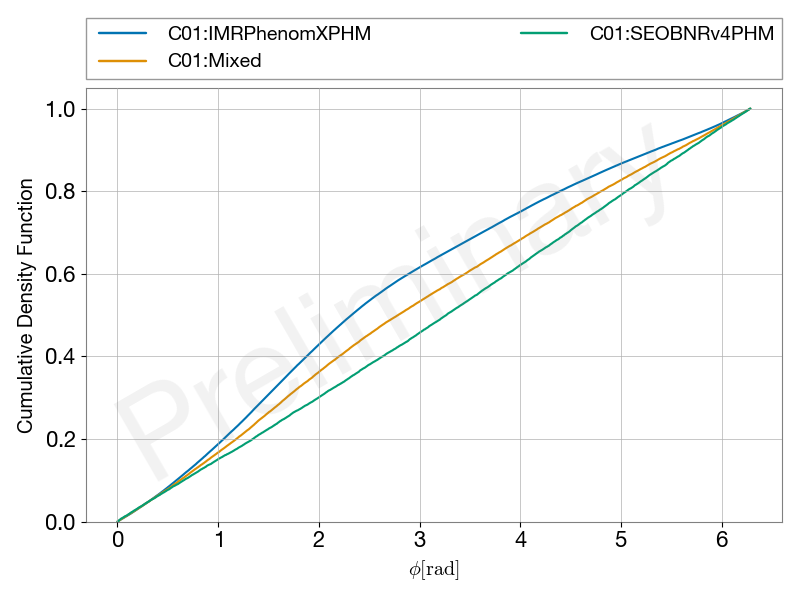 C01:IMRPhenomXPHM
C01:Mixed
C01:SEOBNRv4PHM
1.0
0.8
0.6
0.4
0.2
0.0
Cumulative Density Function
Preliminary
0 1 2 3 4 5 6
ϕ[rad]